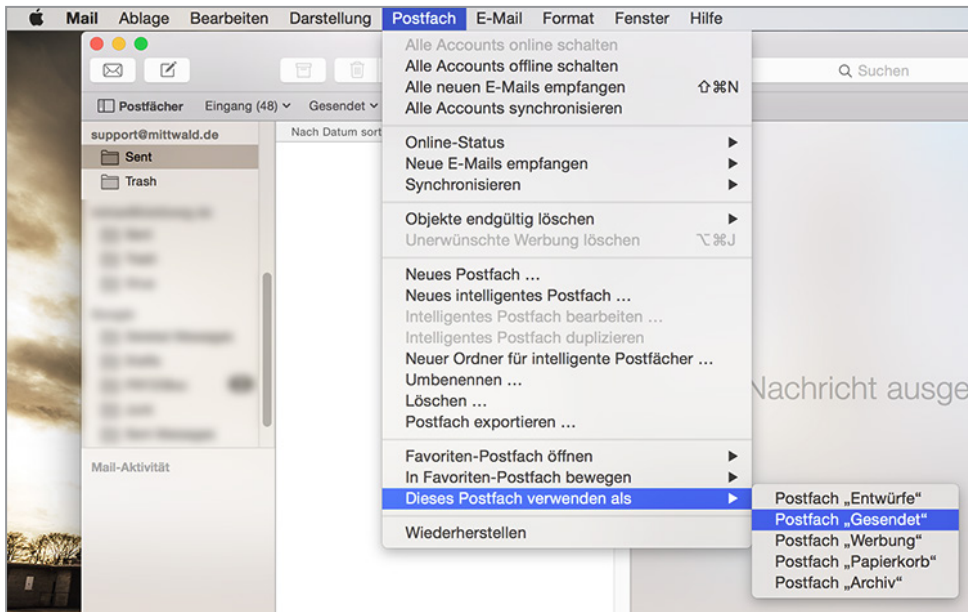 Mail Ablage Bearbeiten Darstellung Postfach E-Mail Format Fenster Hilfe
Suchen
Postfächer Eingang (48) Gesendet
support@mittwald.de
Sent
Trash
Mail-Aktivität
Nach Datum sort
Alle Accounts online schalten
Alle Accounts offline schalten
Alle neuen E-Mails empfangen ⇧⌘N
Alle Accounts synchronisieren
Online-Status
Neue E-Mails empfangen
Synchronisieren
Objekte endgültig löschen
Unerwünschte Werbung löschen ⌥⌘J
Neues Postfach ...
Neues intelligentes Postfach ...
Intelligentes Postfach bearbeiten ...
Intelligentes Postfach duplizieren
Neuer Ordner für intelligente Postfächer ...
Umbenennen ...
Löschen ...
Postfach exportieren ...
Favoriten-Postfach öffnen
In Favoriten-Postfach bewegen
Dieses Postfach verwenden als
Wiederherstellen
Postfach „Entwürfe“
Postfach „Gesendet“
Postfach „Werbung“
Postfach „Papierkorb“
Postfach „Archiv“
Nachricht ausge